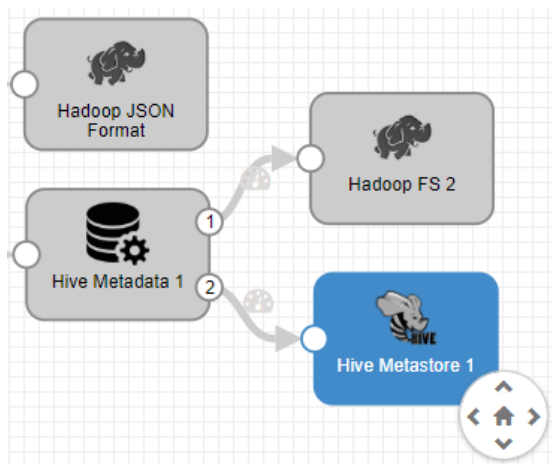 Hadoop JSON
Format
Hadoop FS 2
Hive Metadata 1
1
2
HIVE
Hive Metastore 1